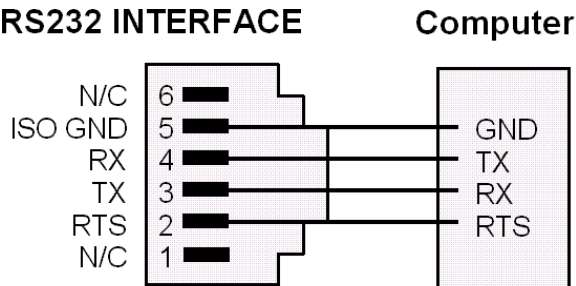 RS232 INTERFACE Computer
N/C 6
ISO GND 5 GND
RX 4 TX
TX 3 RX
RTS 2 RTS
N/C 1